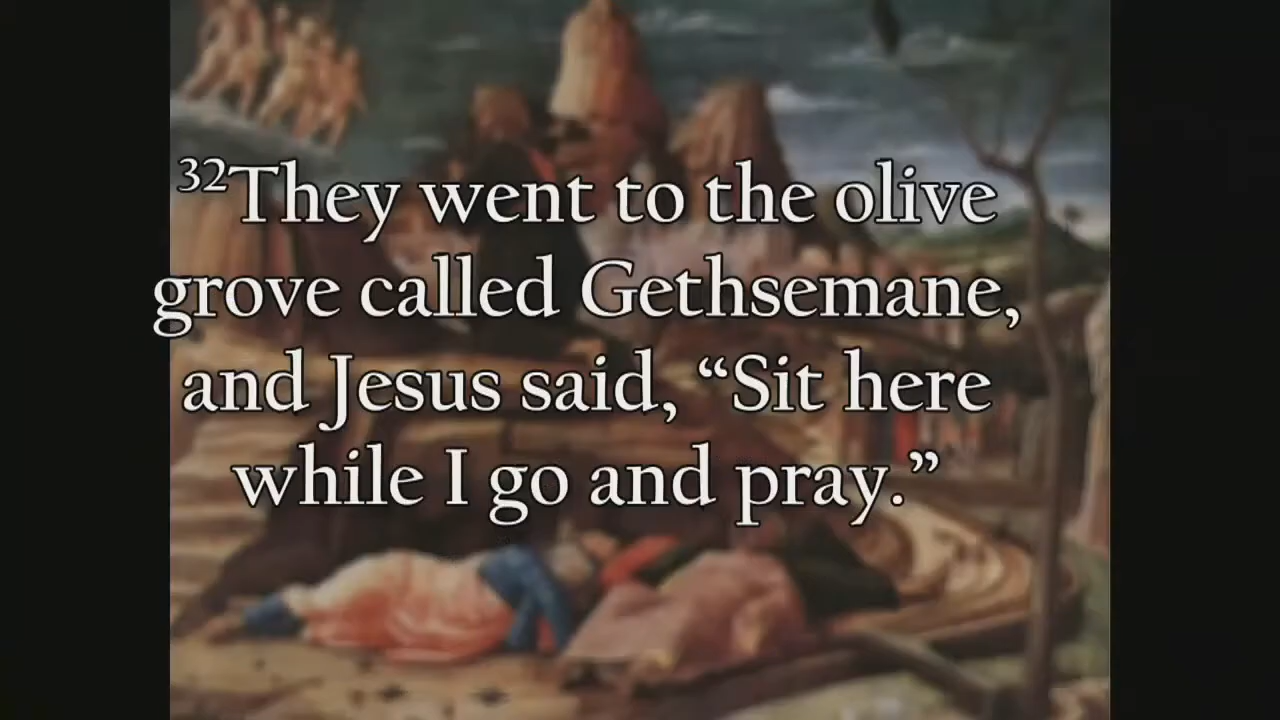 ³²They went to the olive
grove called Gethsemane,
and Jesus said, “Sit here
while I go and pray.”